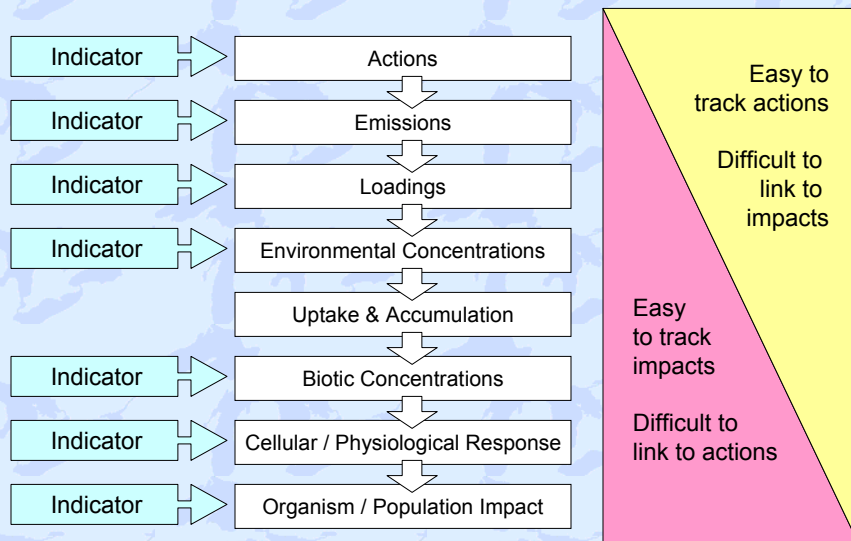 Indicator
Actions
Indicator
Emissions
Indicator
Loadings
Indicator
Environmental Concentrations
Uptake & Accumulation
Indicator
Biotic Concentrations
Indicator
Cellular / Physiological Response
Indicator
Organism / Population Impact
Easy to
track actions
Difficult to
link to
impacts
Easy
to track
impacts
Difficult to
link to actions